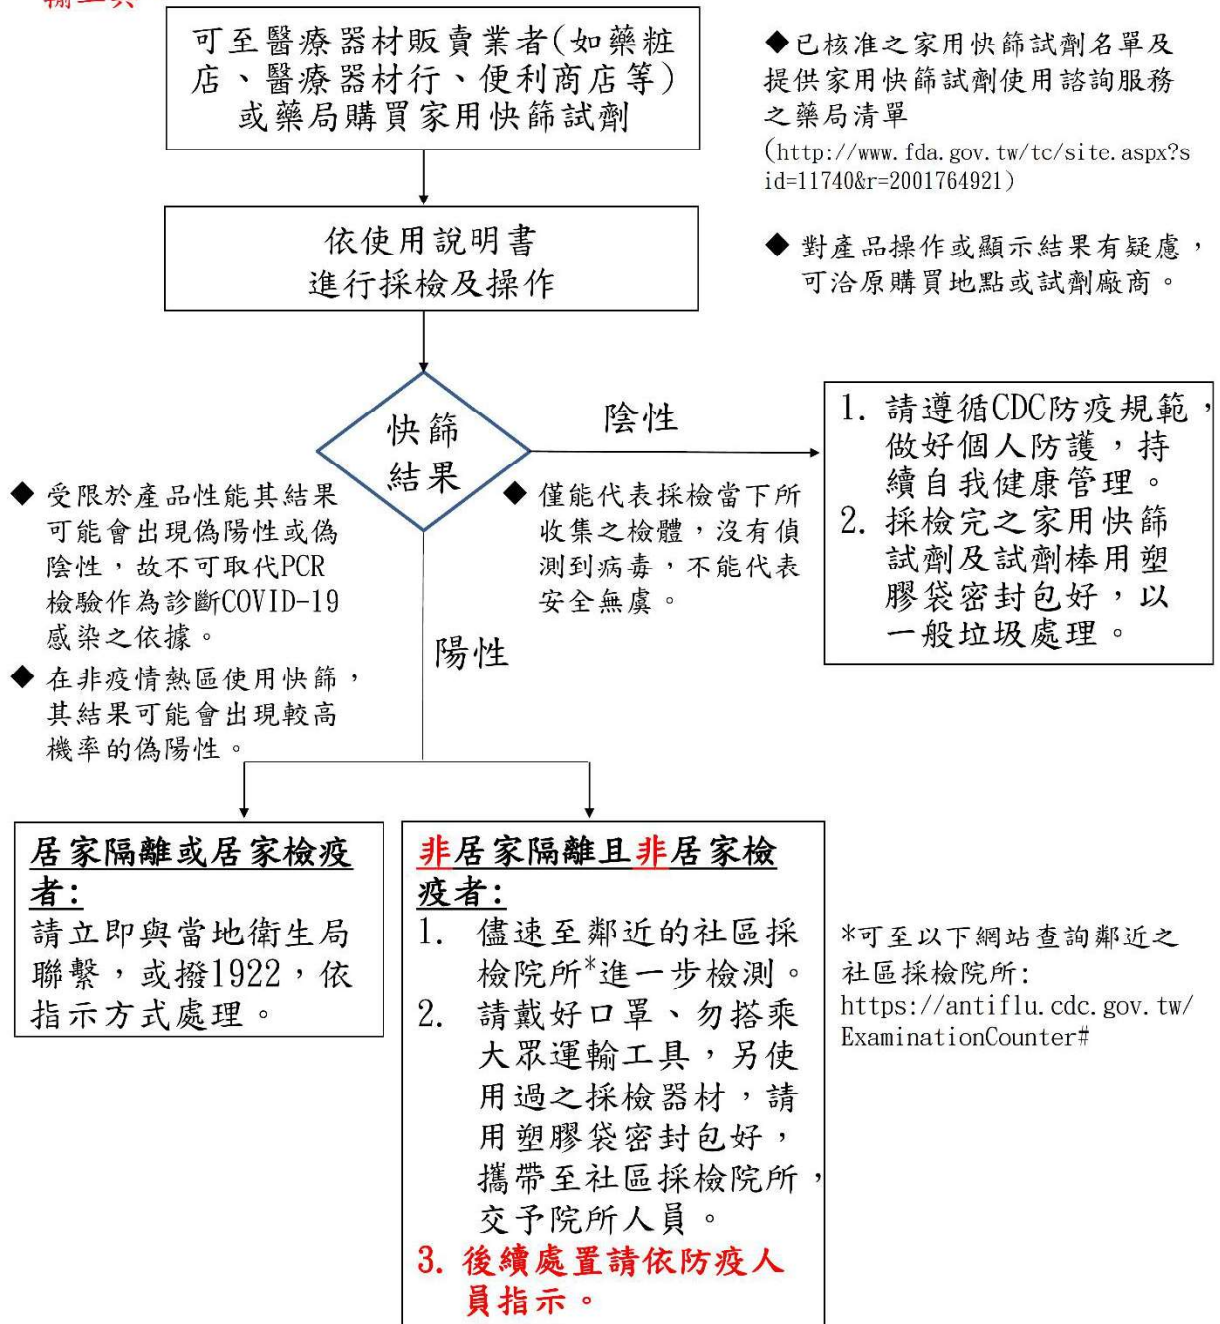 輸工具
可至醫療器材販賣業者(如藥粧
店、醫療器材行、便利商店等)
或藥局購買家用快篩試劑
◆已核准之家用快篩試劑名單及
提供家用快篩試劑使用諮詢服務
之藥局清單
(http://www.fda.gov.tw/tc/site.aspx?s
id=11740&r=2001764921)
依使用說明書
進行採檢及操作
◆ 對產品操作或顯示結果有疑慮，
可洽原購買地點或試劑廠商。
快篩
結果
陰性
1. 請遵循CDC防疫規範，
做好個人防護，持
續自我健康管理。
2. 採檢完之家用快篩
試劑及試劑棒用塑
膠袋密封包好，以
一般垃圾處理。
◆ 受限於產品性能其結果
可能會出現偽陽性或偽
陰性，故不可取代PCR
檢驗作為診斷COVID-19
感染之依據。
◆ 在非疫情熱區使用快篩，
其結果可能會出現較高
機率的偽陽性。
◆ 僅能代表採檢當下所
收集之檢體，沒有偵
測到病毒，不能代表
安全無虞。
陽性
居家隔離或居家檢疫
者:
請立即與當地衛生局
聯繫，或撥1922，依
指示方式處理。
非居家隔離且非居家檢
疫者:
1. 儘速至鄰近的社區採
檢院所*進一步檢測。
2. 請戴好口罩、勿搭乘
大眾運輸工具，另使
用過之採檢器材，請
用塑膠袋密封包好，
攜帶至社區採檢院所，
交予院所人員。
3. 後續處置請依防疫人
員指示。
*可至以下網站查詢鄰近之
社區採檢院所:
https://antiflu.cdc.gov.tw/
ExaminationCounter#